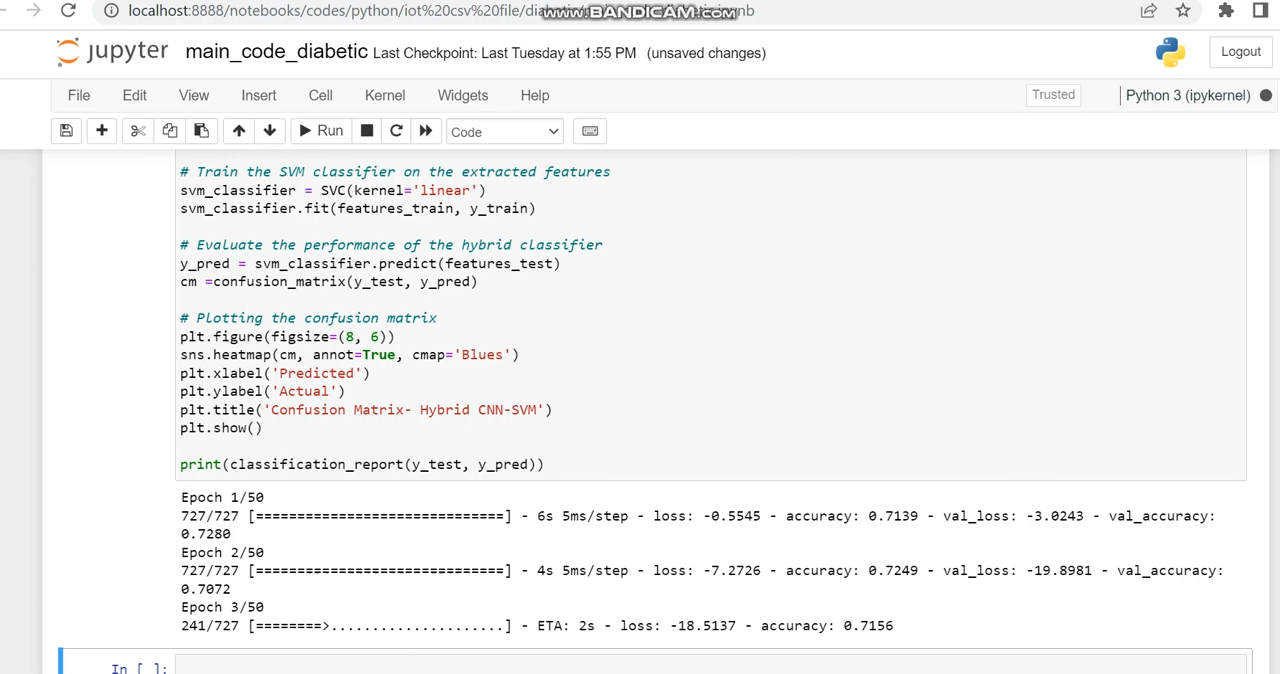 localhost:8888/notebooks/codes/python/iot%20csv%20file/diab
www.BANDICAM.com
nb
jupyter main_code_diabetic Last Checkpoint: Last Tuesday at 1:55 PM (unsaved changes)
Logout
File Edit View Insert Cell Kernel Widgets Help
Trusted
Python 3 (ipykernel)
Run
Code
# Train the SVM classifier on the extracted features
svm_classifier = SVC(kernel='linear')
svm_classifier.fit(features_train, y_train)
# Evaluate the performance of the hybrid classifier
y_pred = svm_classifier.predict(features_test)
cm =confusion_matrix(y_test, y_pred)
# Plotting the confusion matrix
plt.figure(figsize=(8, 6))
sns.heatmap(cm, annot=True, cmap='Blues')
plt.xlabel('Predicted')
plt.ylabel('Actual')
plt.title('Confusion Matrix- Hybrid CNN-SVM')
plt.show()
print(classification_report(y_test, y_pred))
Epoch 1/50
727/727 [==============================] - 6s 5ms/step - loss: -0.5545 - accuracy: 0.7139 - val_loss: -3.0243 - val_accuracy:
0.7280
Epoch 2/50
727/727 [==============================] - 4s 5ms/step - loss: -7.2726 - accuracy: 0.7249 - val_loss: -19.8981 - val_accuracy:
0.7072
Epoch 3/50
241/727 [========>.....................] - ETA: 2s - loss: -18.5137 - accuracy: 0.7156
In [ ]: